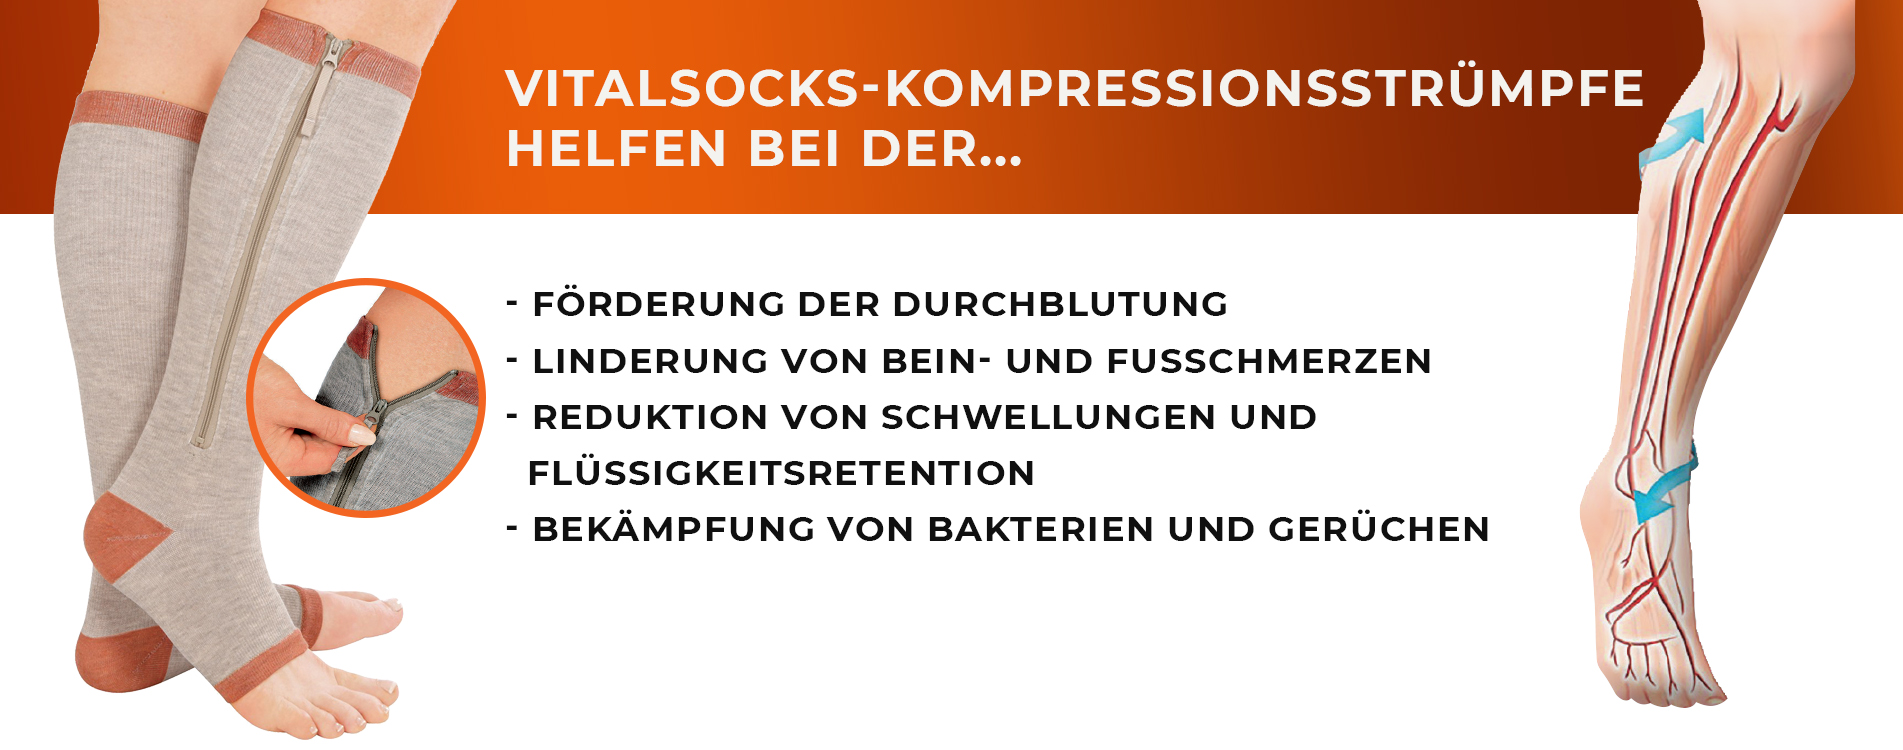 VITALSOCKS-KOMPRESSIONSSTRÜMPFE
HELFEN BEI DER...
- FÖRDERUNG DER DURCHBLUTUNG
- LINDERUNG VON BEIN- UND FUSSCHMERZEN
- REDUKTION VON SCHWELLUNGEN UND
FLÜSSIGKEITSRETENTION
- BEKÄMPFUNG VON BAKTERIEN UND GERÜCHEN